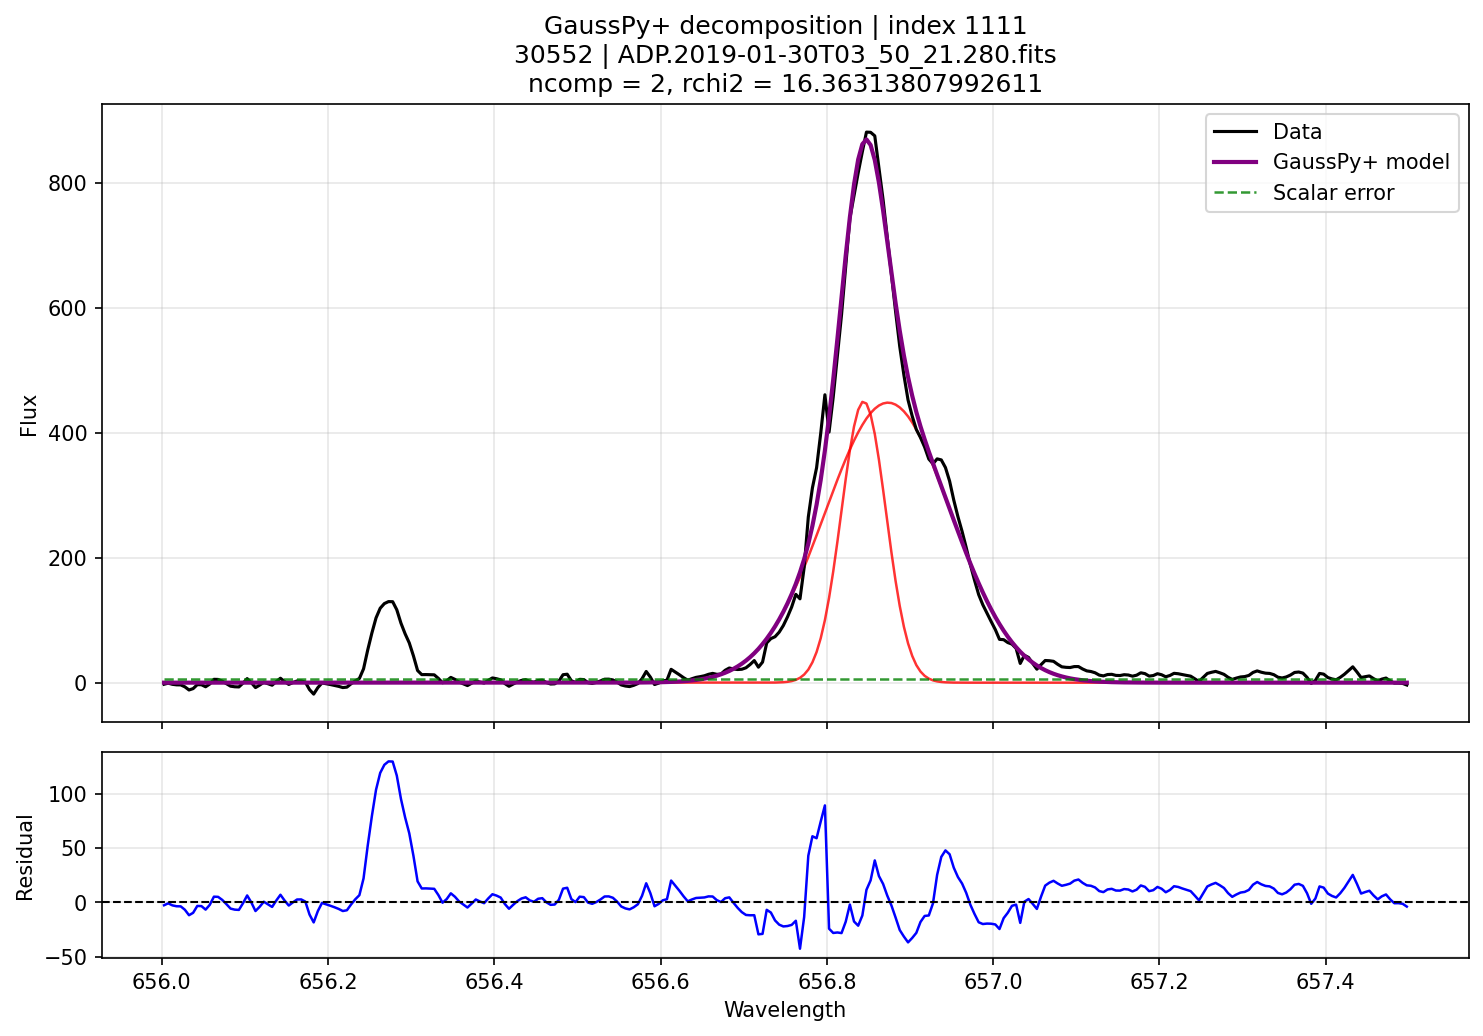 GaussPy+ decomposition | index 1111
30552 | ADP.2019-01-30T03_50_21.280.fits
ncomp = 2, rchi2 = 16.36313807992611
Data
GaussPy+ model
Scalar error
Flux
800
600
400
200
0
Residual
100
50
0
−50
656.0 656.2 656.4 656.6 656.8 657.0 657.2 657.4
Wavelength